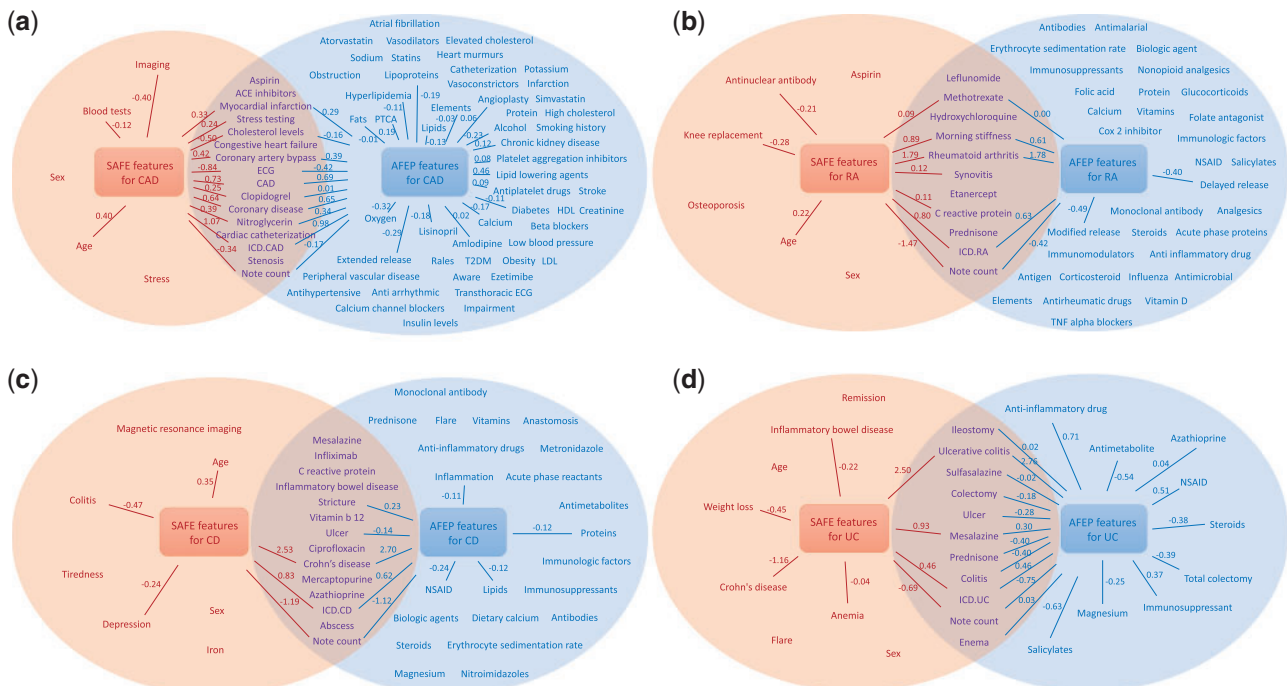 (a)
Atrial fibrillation
Atorvastatin Vasodilators Elevated cholesterol
Sodium Statins Heart murmurs
Imaging
Obstruction Lipoproteins Catheterization Potassium
Vasoconstrictors Infarction
Aspirin
ACE inhibitors
Hyperlipidemia
-0.19
Elements
Angioplasty Simvastatin
-0.40
Blood tests
-0.12
0.33
Myocardial infarction
0.29
-0.11
-0.03 0.06
Protein High cholesterol
0.24
Stress testing
Fats PTCA
Alcohol Smoking history
-0.50
Cholesterol levels
-0.16
0.19
Lipids
-0.23
Chronic kidney disease
Congestive heart failure
-0.01
-0.13
0.12
0.42
Coronary artery bypass
0.39
0.08
Platelet aggregation inhibitors
SAFE features
for CAD
-0.84
ECG
-0.42
AFEP features
for CAD
0.46
Lipid lowering agents
Sex
0.73
CAD
0.69
0.09
0.25
Clopidogrel
0.01
Antiplatelet drugs Stroke
0.64
Coronary disease
0.65
-0.11
0.39
Nitroglycerin
0.34
-0.32
-0.17
Diabetes HDL Creatinine
0.40
1.07
Cardiac catheterization
0.98
Oxygen
-0.18
0.02
Calcium
Beta blockers
Age
-0.34
ICD.CAD
-0.17
-0.29
Lisinopril
Amlodipine Low blood pressure
Stenosis
Extended release
Rales T2DM Obesity LDL
Stress
Note count
Peripheral vascular disease
Aware Ezetimibe
Antihypertensive Anti arrhythmic Transthoracic ECG
Calcium channel blockers Impairment
Insulin levels
(b)
Antibodies Antimalarial
Erythrocyte sedimentation rate Biologic agent
Aspirin
Leflunomide
Immunosuppressants Nonopioid analgesics
Antinuclear antibody
Methotrexate
Folic acid Protein Glucocorticoids
-0.21
0.09
Hydroxychloroquine
0.00
Calcium Vitamins
Folate antagonist
Knee replacement
-0.28
0.89
Morning stiffness
0.61
Cox 2 inhibitor
Immunologic factors
1.79
Rheumatoid arthritis
1.78
NSAID Salicylates
SAFE features
for RA
0.12
Synovitis
AFEP features
for RA
-0.40
Delayed release
0.11
Etanercept
Osteoporosis
0.80
C reactive protein
0.63
-0.49
Monoclonal antibody Analgesics
0.22
Prednisone
Modified release Steroids Acute phase proteins
Age
-1.47
ICD.RA
-0.42
Immunomodulators Anti inflammatory drug
Sex
Note count
Antigen Corticosteroid Influenza Antimicrobial
Elements Antirheumatic drugs Vitamin D
TNF alpha blockers
(c)
Monoclonal antibody
Prednisone Flare Vitamins Anastomosis
Magnetic resonance imaging
Mesalazine
Anti-inflammatory drugs Metronidazole
Infliximab
Age
C reactive protein
Inflammation Acute phase reactants
0.35
Inflammatory bowel disease
-0.11
Colitis
-0.47
Stricture
0.23
Antimetabolites
Vitamin b 12
SAFE features
for CD
Ulcer
-0.14
AFEP features
for CD
-0.12
Proteins
Ciprofloxacin
2.70
2.53
Crohn's disease
Immunologic factors
Tiredness
0.83
Mercaptopurine
0.62
-0.24
-0.12
-0.24
Azathioprine
NSAID Lipids Immunosuppressants
-1.19
ICD.CD
-1.12
Depression
Sex
Abscess
Biologic agents Dietary calcium Antibodies
Iron
Note count
Steroids Erythrocyte sedimentation rate
Magnesium Nitroimidazoles
(d)
Remission
Anti-inflammatory drug
Inflammatory bowel disease
Ileostomy
0.02
0.71
Antimetabolite
Azathioprine
Age
-0.22
2.50
Ulcerative colitis
2.76
-0.54
0.04
Sulfasalazine
-0.02
NSAID
Weight loss
-0.45
Colectomy
-0.18
0.51
Ulcer
-0.28
-0.38
Steroids
SAFE features
for UC
0.93
Mesalazine
0.30
AFEP features
for UC
Prednisone
-0.40
-0.40
-0.39
-1.16
0.46
Colitis
0.46
Total colectomy
Crohn's disease
-0.04
-0.69
ICD.UC
-0.75
-0.25
0.37
Anemia
Note count
0.03
-0.63
Magnesium
Immunosuppressant
Flare
Sex
Enema
Salicylates